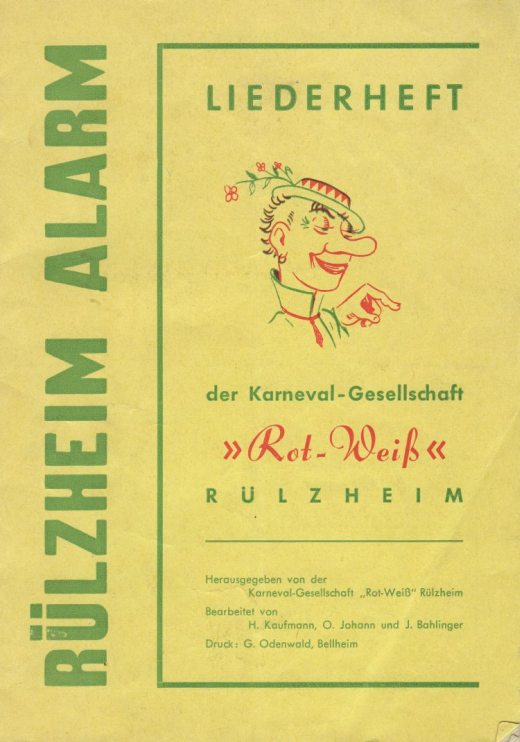 RÜLZHEIM ALARM
LIEDERHEFT
der Karneval-Gesellschaft
»Rot-Weiß«
RÜLZHEIM
Herausgegeben von der
Karneval-Gesellschaft „Rot-Weiß" Rülzheim
Bearbeitet von
H. Kaufmann, O. Johann und J. Bahlinger
Druck: G. Odenwald, Bellheim